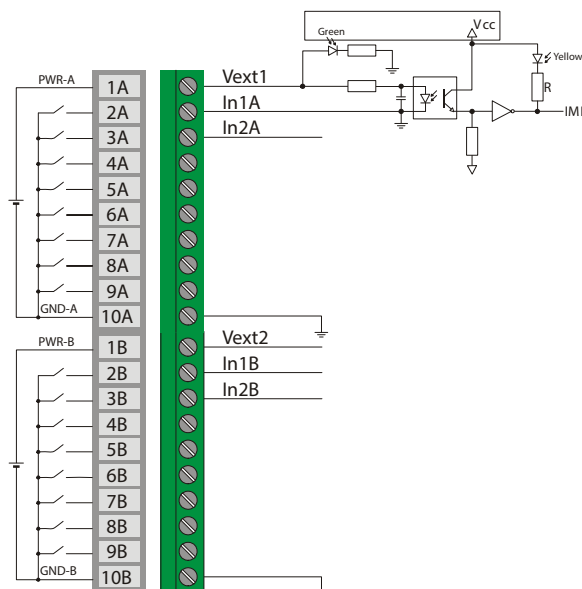 Vcc
Green
Yellow
PWR-A
1A
Vext1
R
2A
In1A
IMI
3A
In2A
4A
5A
6A
7A
8A
9A
GND-A
10A
PWR-B
1B
Vext2
2B
In1B
3B
In2B
4B
5B
6B
7B
8B
9B
GND-B
10B